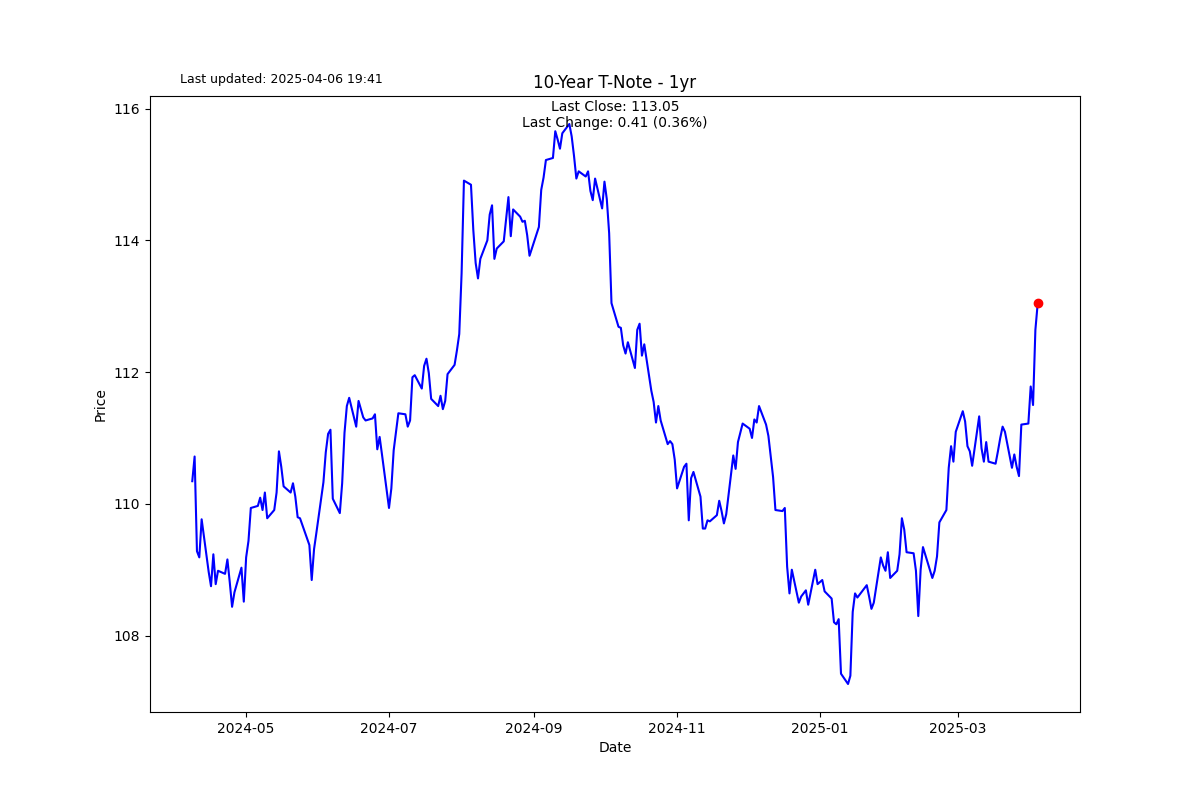 Last updated: 2025-04-06 19:41
10-Year T-Note - 1yr
Last Close: 113.05
Last Change: 0.41 (0.36%)
116
114
112
110
108
Price
2024-05
2024-07
2024-09
2024-11
2025-01
2025-03
Date